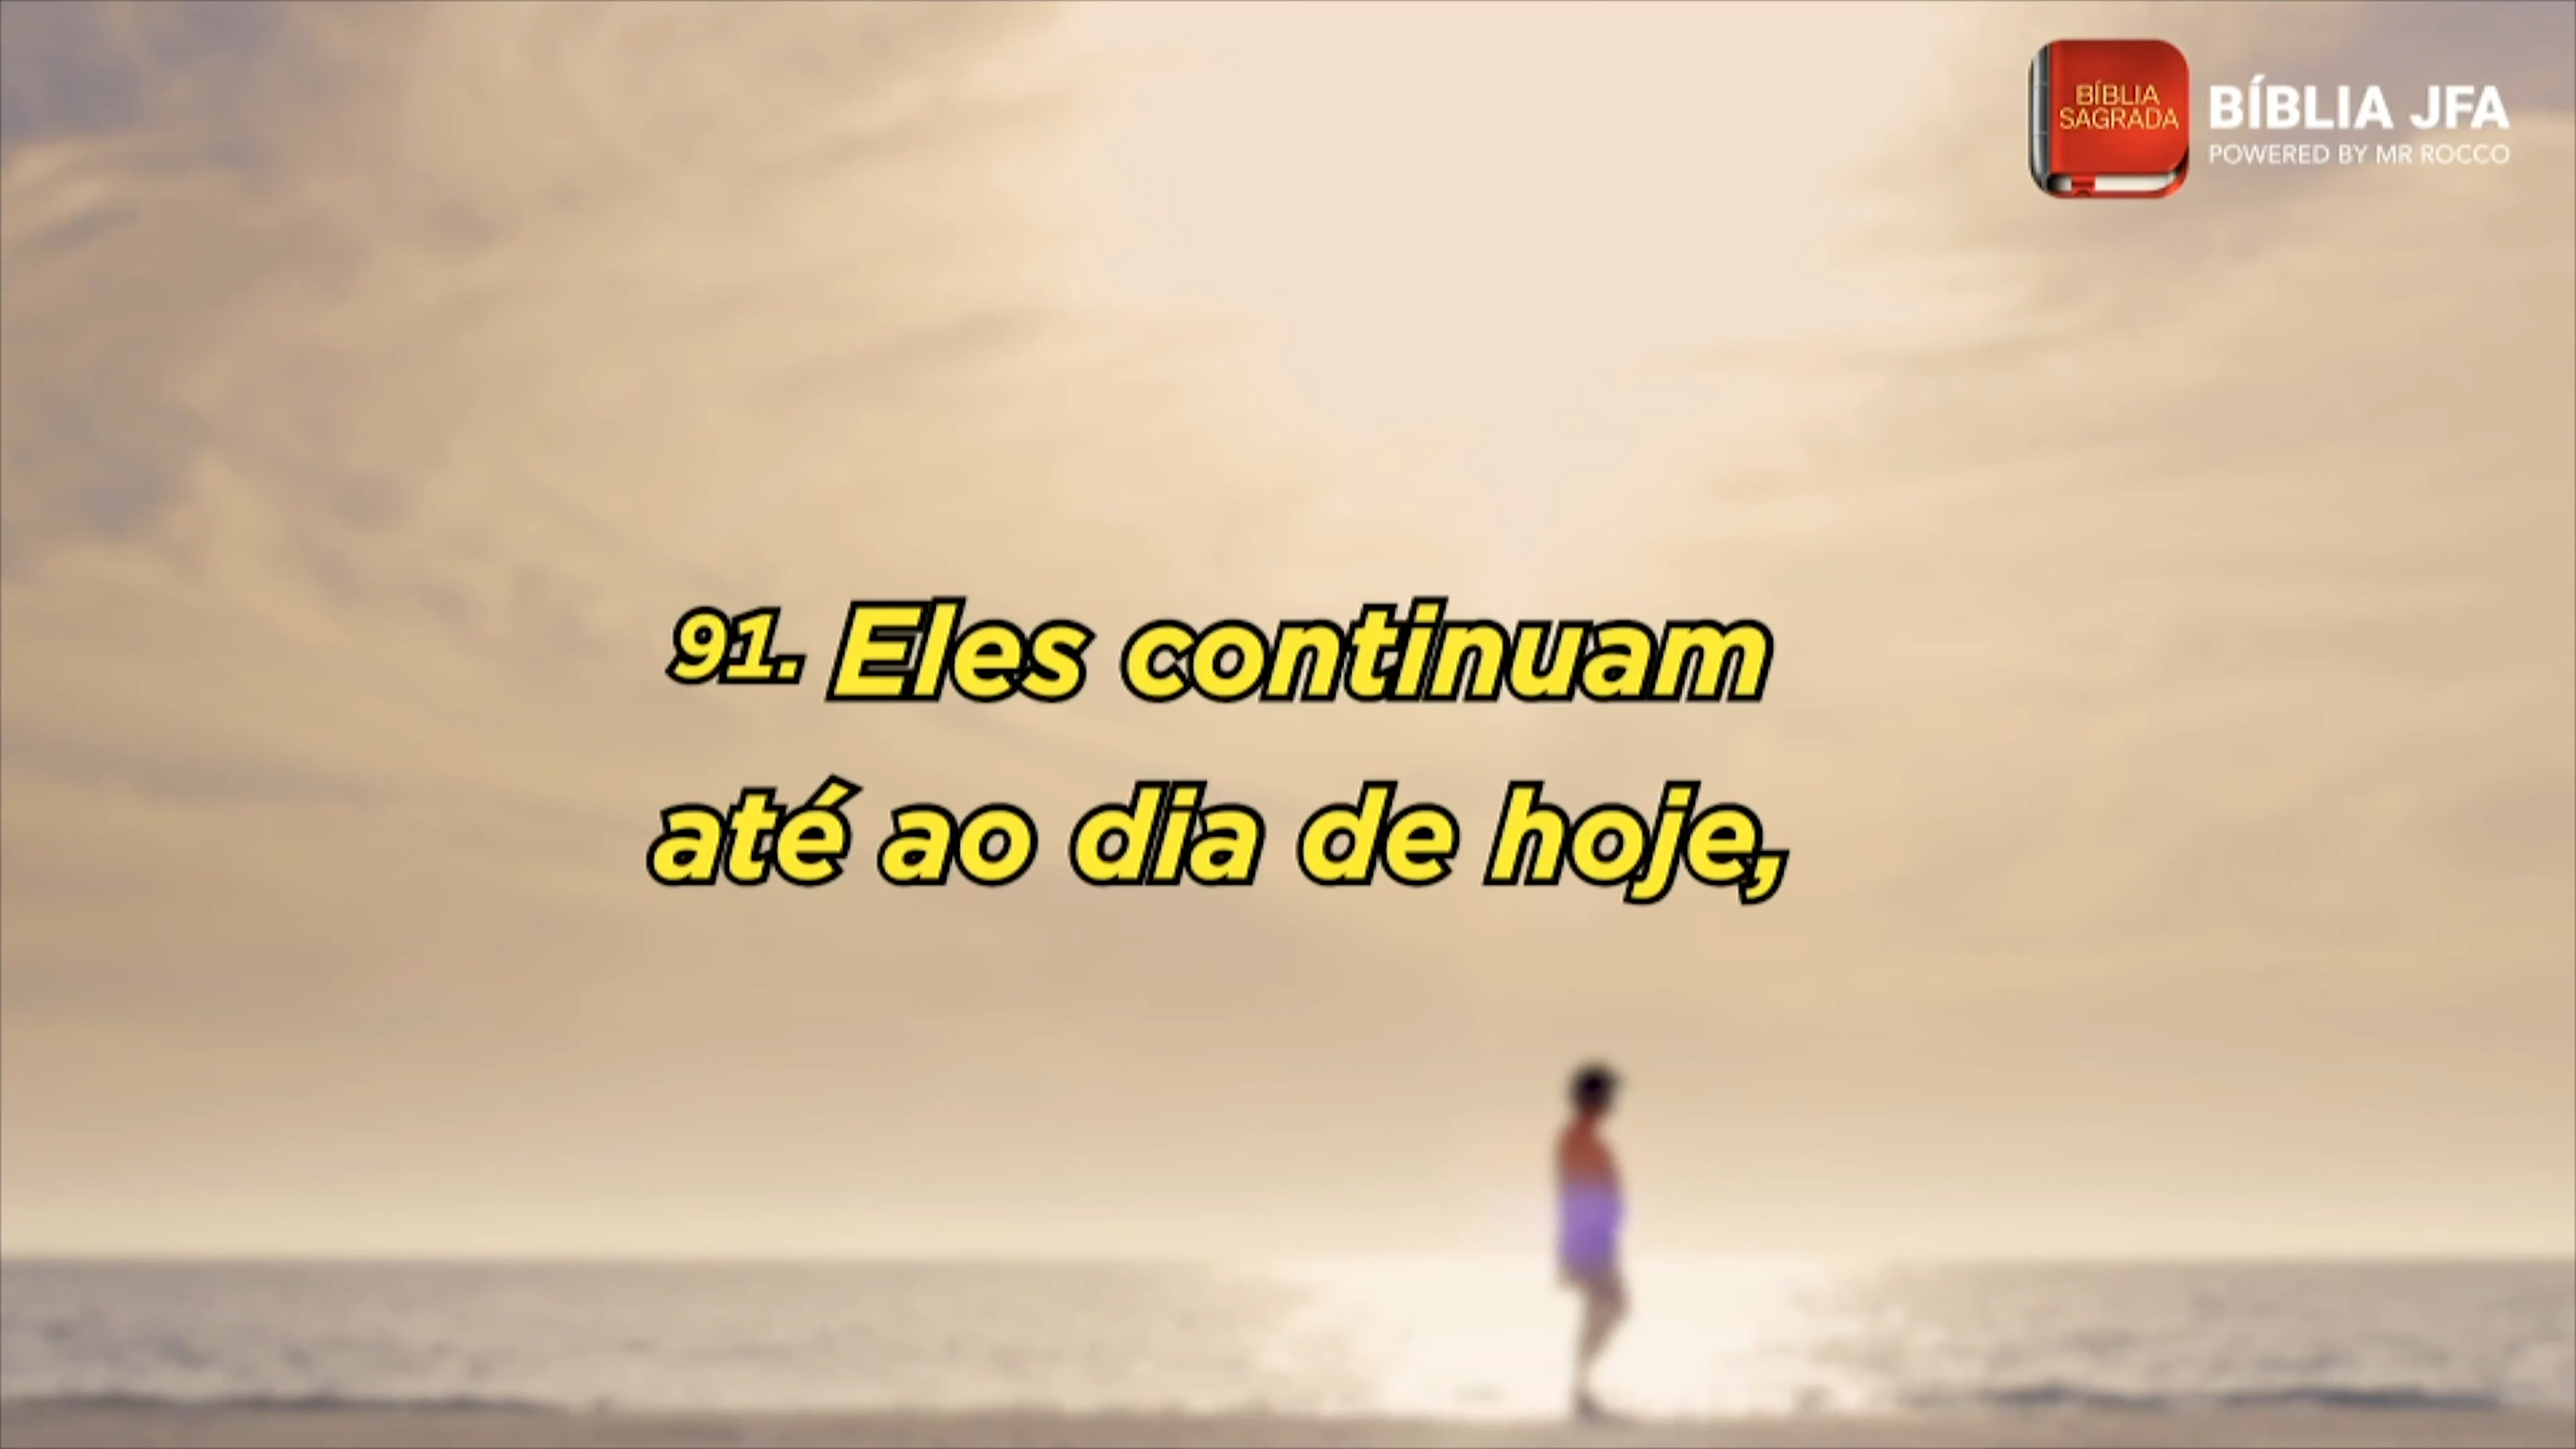 BÍBLIA
SAGRADA
BÍBLIA JFA
POWERED BY MR ROCCO
91. Eles continuam
até ao dia de hoje,